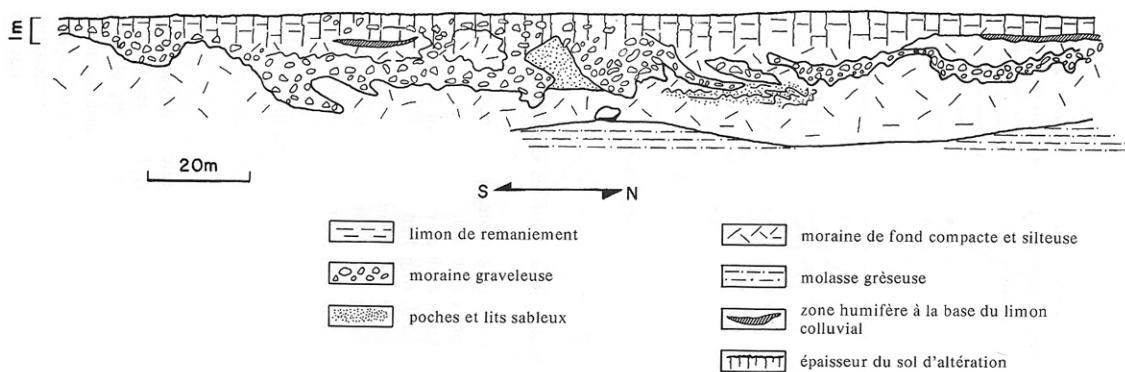 1m
20m
S N
limon de remaniement
moraine graveleuse
poches et lits sableux
moraine de fond compacte et silteuse
molasse grèseuse
zone humifère à la base du limon
colluvial
épaisseur du sol d'altération